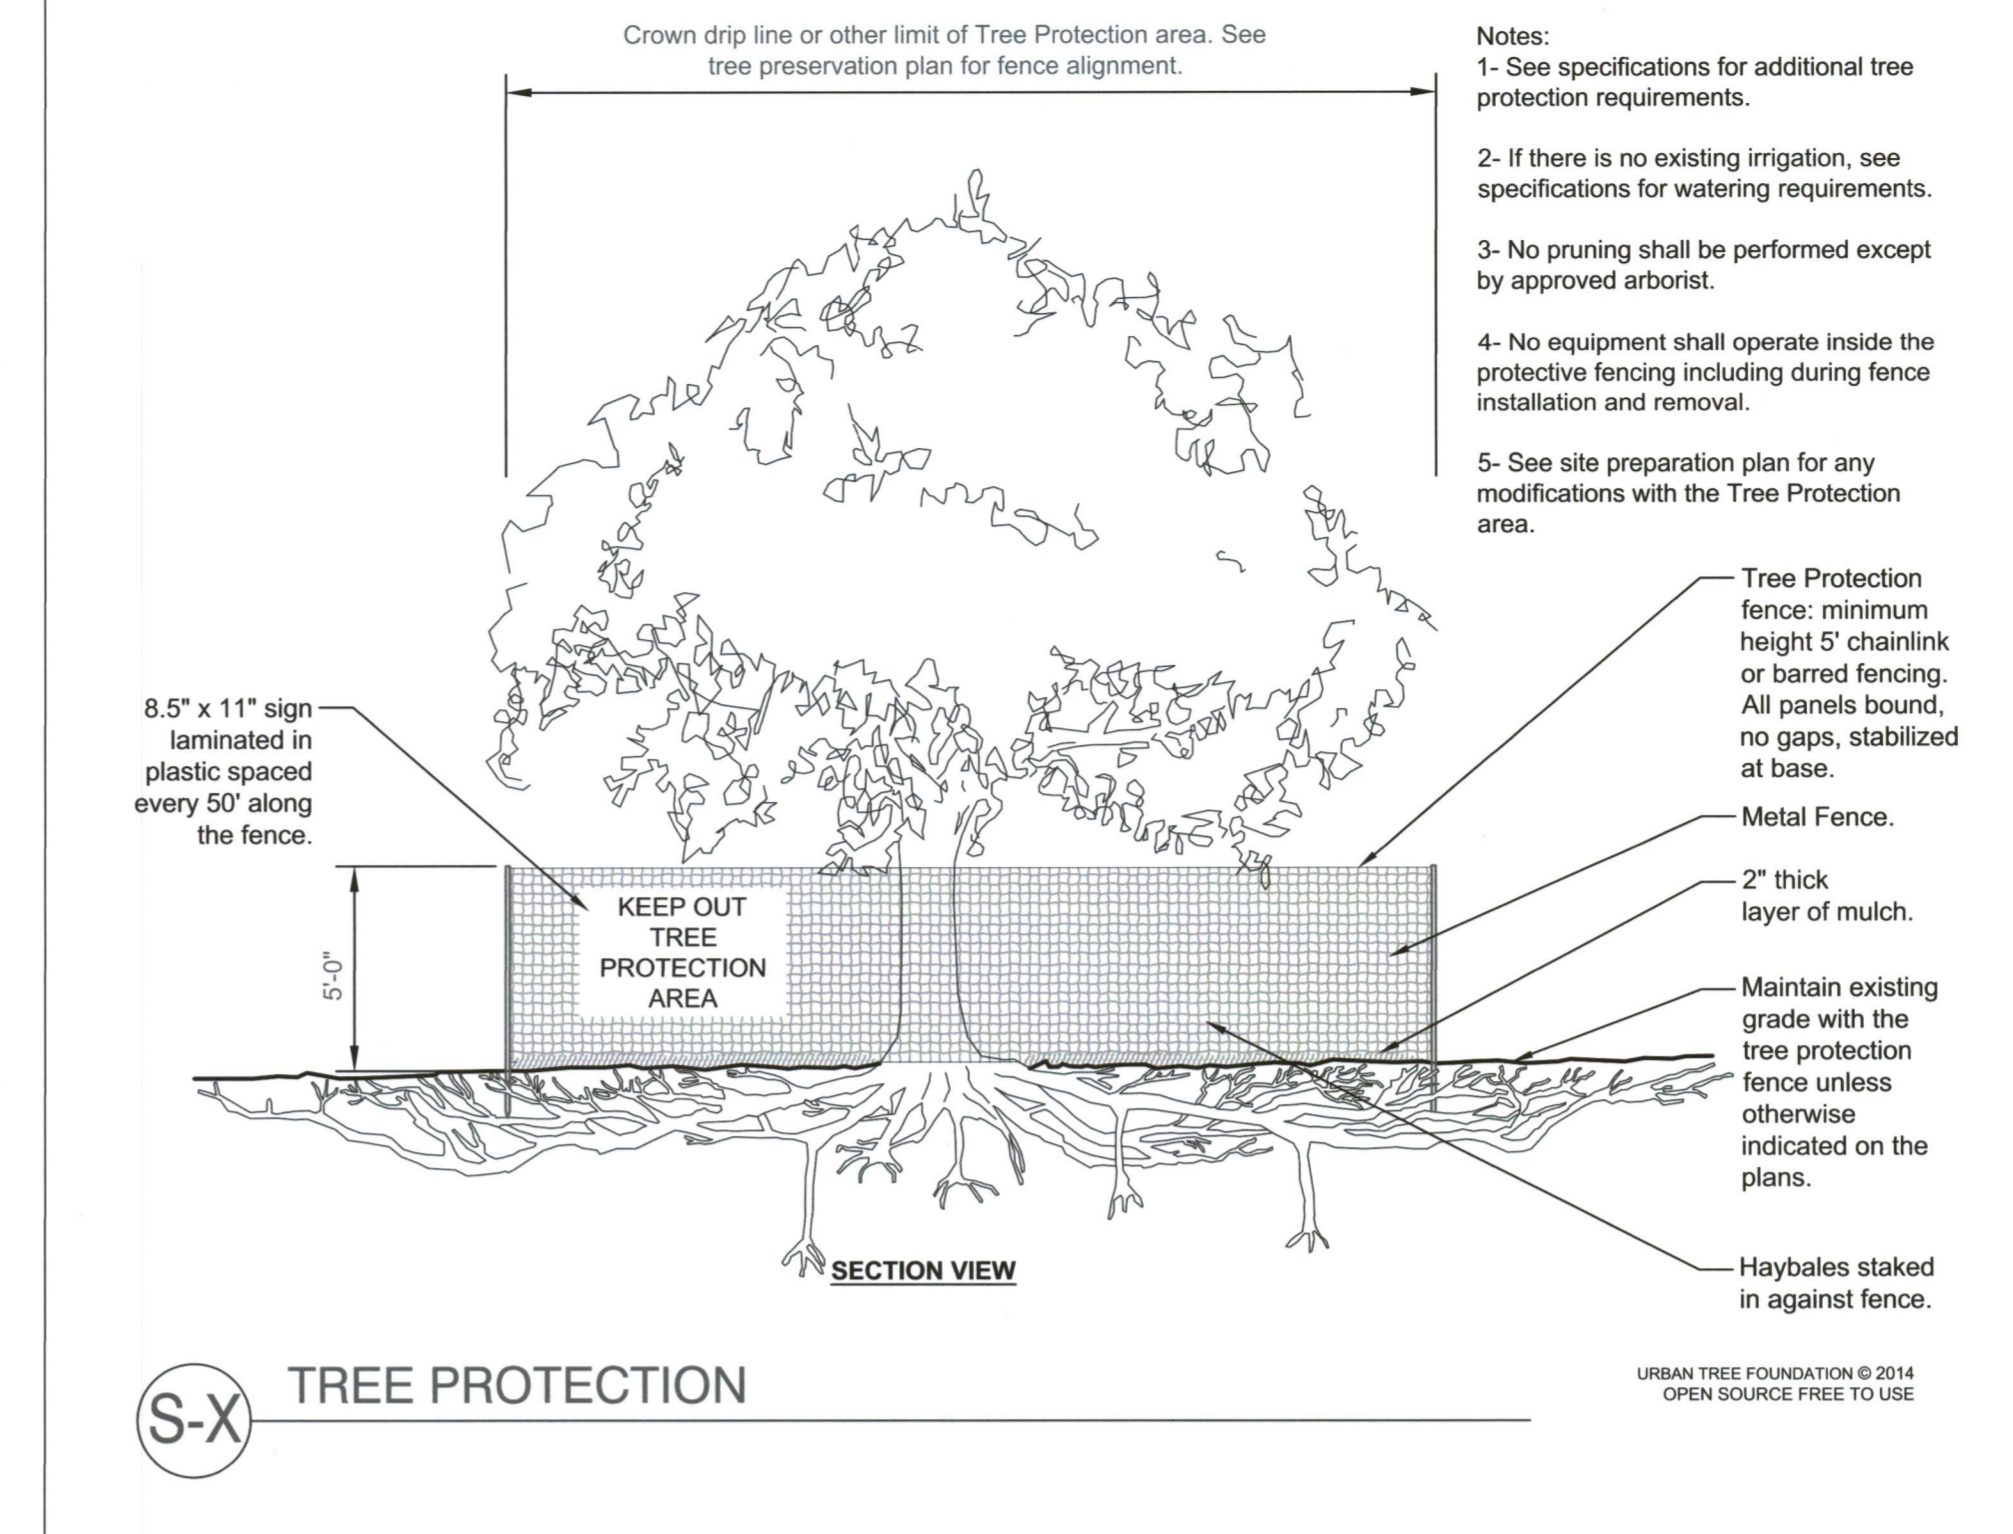 Crown drip line or other limit of Tree Protection area. See
tree preservation plan for fence alignment.
Notes:
1- See specifications for additional tree
protection requirements.
2- If there is no existing irrigation, see
specifications for watering requirements.
3- No pruning shall be performed except
by approved arborist.
4- No equipment shall operate inside the
protective fencing including during fence
installation and removal.
5- See site preparation plan for any
modifications with the Tree Protection
area.
Tree Protection
fence: minimum
height 5' chainlink
or barred fencing.
All panels bound,
no gaps, stabilized
at base.
Metal Fence.
2" thick
layer of mulch.
Maintain existing
grade with the
tree protection
fence unless
otherwise
indicated on the
plans.
Haybales staked
in against fence.
8.5" x 11" sign
laminated in
plastic spaced
every 50' along
the fence.
5'-0"
KEEP OUT
TREE
PROTECTION
AREA
SECTION VIEW
S-X
TREE PROTECTION
URBAN TREE FOUNDATION © 2014
OPEN SOURCE FREE TO USE